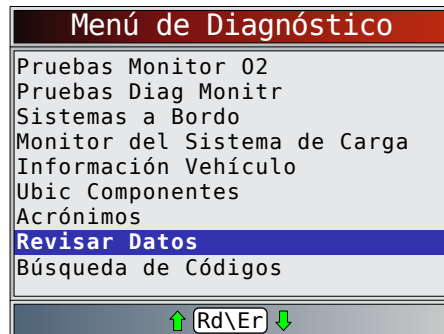 Menú de Diagnóstico
Pruebas Monitor O2
Pruebas Diag Monitr
Sistemas a Bordo
Monitor del Sistema de Carga
Información Vehículo
Ubic Componentes
Acrónimos
Revisar Datos
Búsqueda de Códigos
Rd\Er